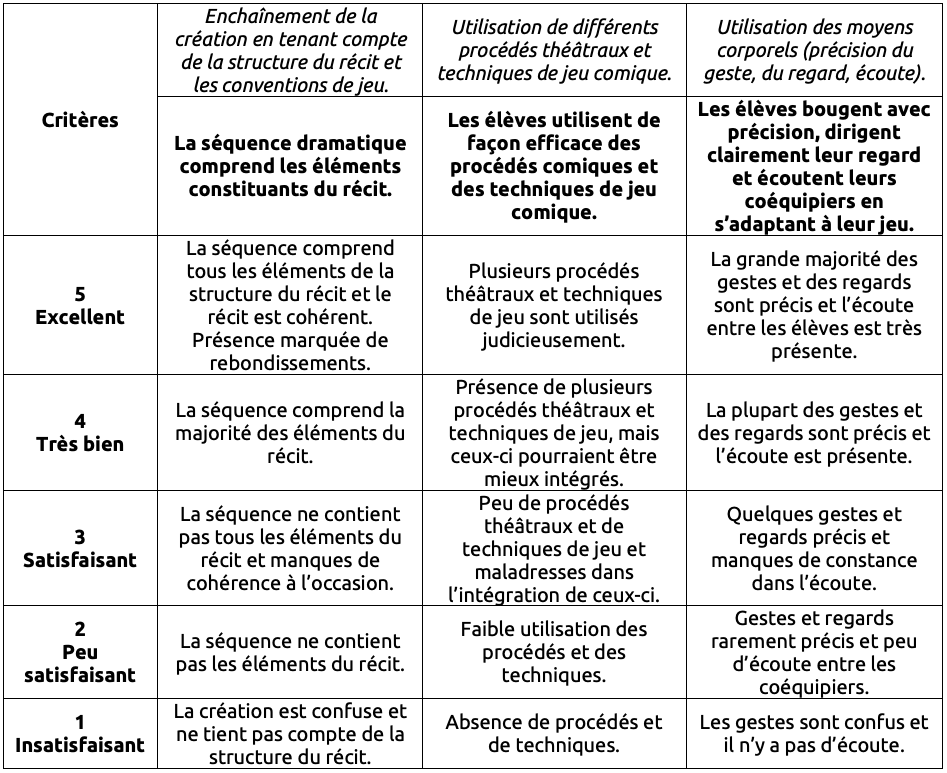 Critères
Enchaînement de la
création en tenant compte
de la structure du récit et
les conventions de jeu.
Utilisation de différents
procédés théâtraux et
techniques de jeu comique.
Utilisation des moyens
corporels (précision du
geste, du regard, écoute).
La séquence dramatique
comprend les éléments
constituants du récit.
Les élèves utilisent de
façon efficace des
procédés comiques et
des techniques de jeu
comique.
Les élèves bougent avec
précision, dirigent
clairement leur regard
et écoutent leurs
coéquipiers en
s’adaptant à leur jeu.
5
Excellent
La séquence comprend
tous les éléments de la
structure du récit et le
récit est cohérent.
Présence marquée de
rebondissements.
Plusieurs procédés
théâtraux et techniques
de jeu sont utilisés
judicieusement.
La grande majorité des
gestes et des regards
sont précis et l’écoute
entre les élèves est très
présente.
4
Très bien
La séquence comprend la
majorité des éléments du
récit.
Présence de plusieurs
procédés théâtraux et
techniques de jeu, mais
ceux-ci pourraient être
mieux intégrés.
La plupart des gestes et
des regards sont précis et
l’écoute est présente.
3
Satisfaisant
La séquence ne contient
pas tous les éléments du
récit et manques de
cohérence à l’occasion.
Peu de procédés
théâtraux et de
techniques de jeu et
maladresses dans
l’intégration de ceux-ci.
Quelques gestes et
regards précis et
manques de constance
dans l’écoute.
2
Peu
satisfaisant
La séquence ne contient
pas les éléments du récit.
Faible utilisation des
procédés et des
techniques.
Gestes et regards
rarement précis et peu
d’écoute entre les
coéquipiers.
1
Insatisfaisant
La création est confuse et
ne tient pas compte de la
structure du récit.
Absence de procédés et
de techniques.
Les gestes sont confus et
il n’y a pas d’écoute.